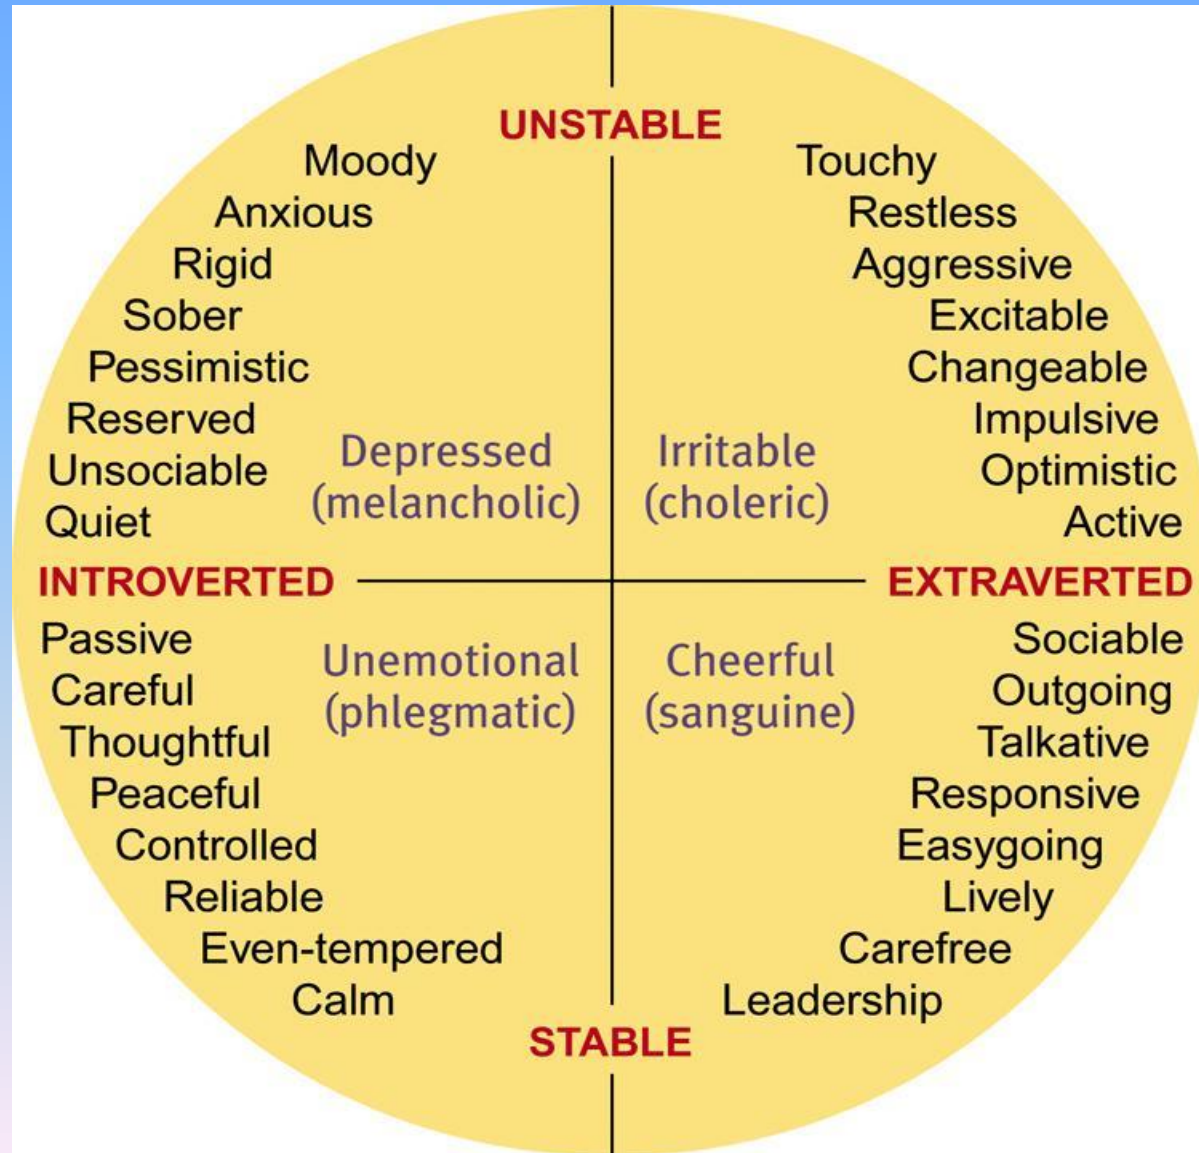 UNSTABLE
Moody
Anxious
Rigid
Sober
Pessimistic
Reserved
Unsociable
Quiet
Depressed
(melancholic)
Touchy
Restless
Aggressive
Excitable
Changeable
Impulsive
Optimistic
Active
Irritable
(choleric)
INTROVERTED
EXTRAVERTED
Passive
Careful
Thoughtful
Peaceful
Controlled
Reliable
Even-tempered
Calm
Unemotional
(phlegmatic)
Cheerful
(sanguine)
Sociable
Outgoing
Talkative
Responsive
Easygoing
Lively
Carefree
Leadership
STABLE